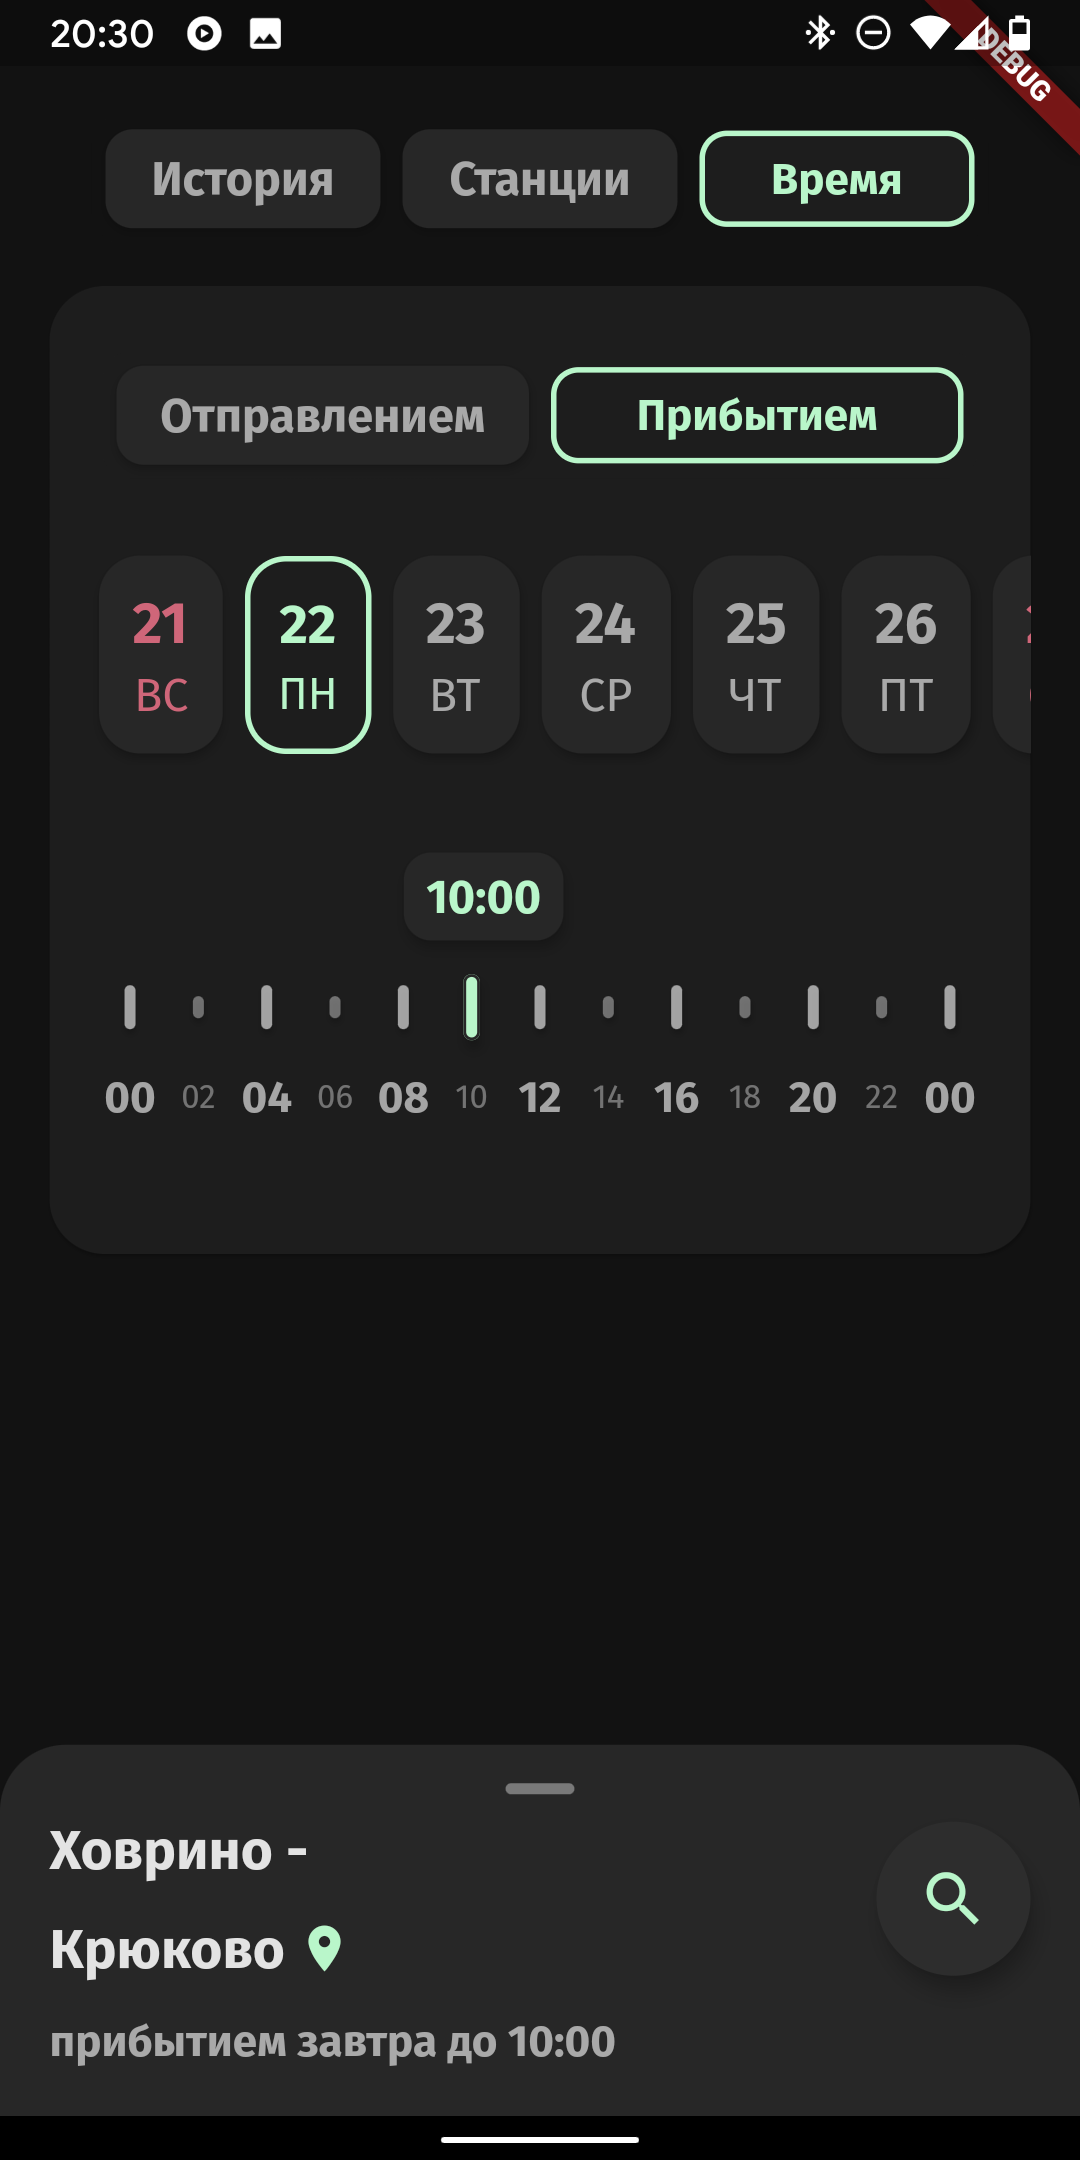 20:30
DEBUG
История Станции Время
Отправлением Прибытием
21 22 23 24 25 26
ВС ПН ВТ СР ЧТ ПТ
10:00
00 02 04 06 08 10 12 14 16 18 20 22 00
Ховрино -
Крюково
прибытием завтра до 10:00